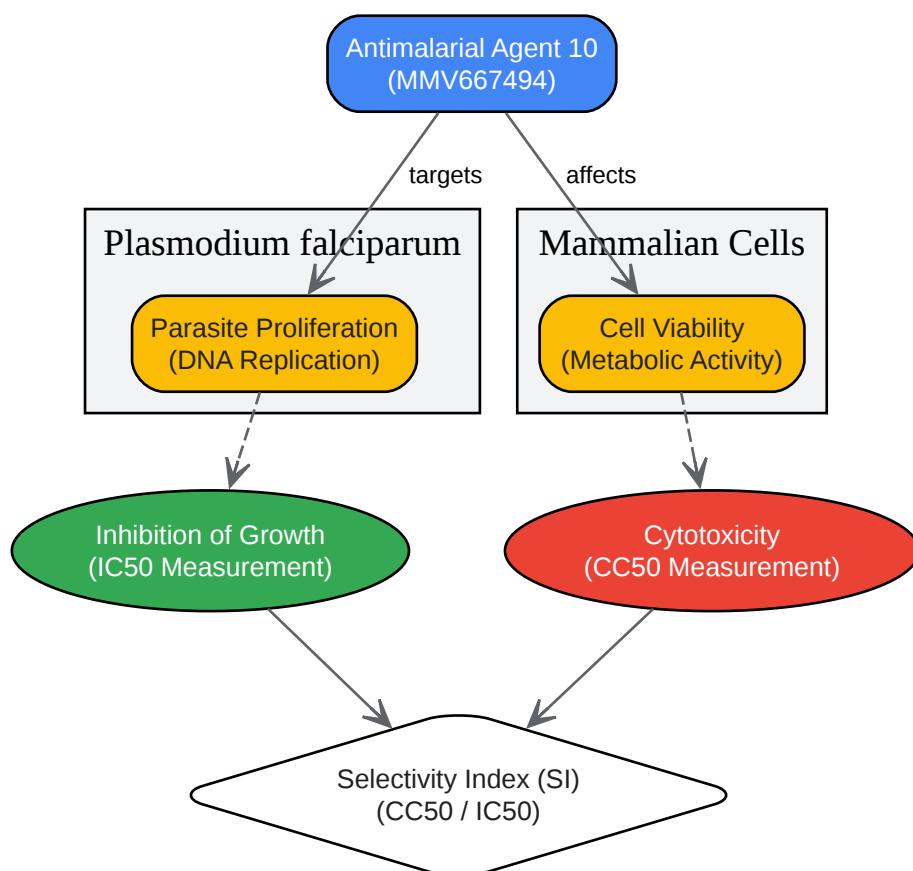 Antimalarial Agent 10
(MMV667494)
targets
affects
Plasmodium falciparum
Mammalian Cells
Parasite Proliferation
(DNA Replication)
Cell Viability
(Metabolic Activity)
Inhibition of Growth
(IC50 Measurement)
Cytotoxicity
(CC50 Measurement)
Selectivity Index (SI)
(CC50 / IC50)